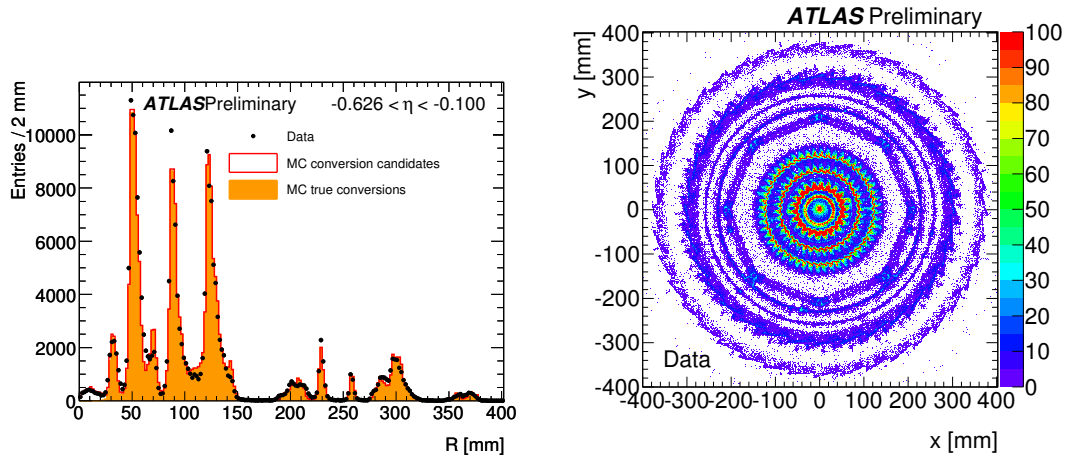 ATLAS Preliminary
-0.626 < η < -0.100
Data
MC conversion candidates
MC true conversions
Entries / 2 mm
10000
8000
6000
4000
2000
0
0 50 100 150 200 250 300 350 400
R [mm]
ATLAS Preliminary
y [mm]
400
300
200
100
0
-100
-200
-300
-400
Data
-400-300-200-100 0 100 200 300 400
x [mm]
100
90
80
70
60
50
40
30
20
10
0